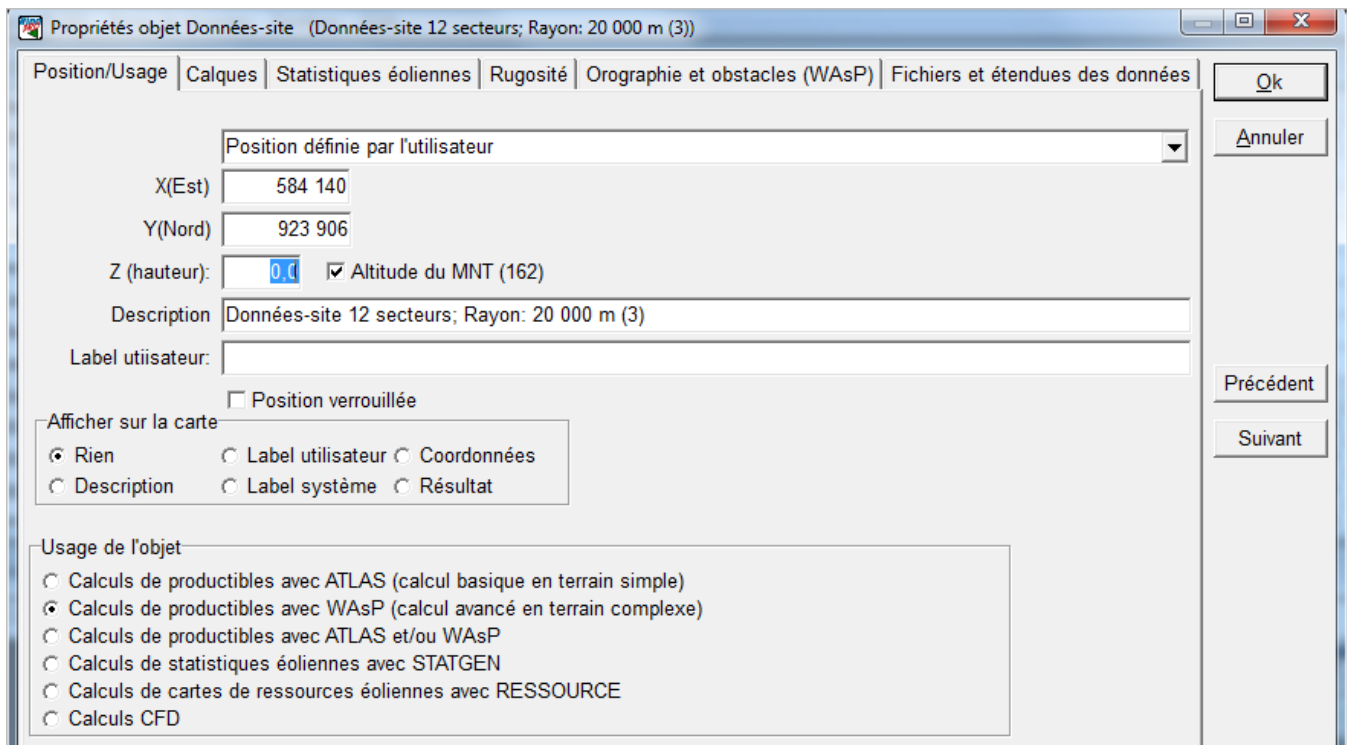 Propriétés objet Données-site (Données-site 12 secteurs; Rayon: 20 000 m (3))
Position/Usage Calques Statistiques éoliennes Rugosité Orographie et obstacles (WAsP) Fichiers et étendues des données
Ok
Annuler
Position définie par l'utilisateur
X(Est) 584 140
Y(Nord) 923 906
Z (hauteur): 0,0 Altitude du MNT (162)
Description Données-site 12 secteurs; Rayon: 20 000 m (3)
Label utiisateur:
Précédent
Position verrouillée
Suivant
Afficher sur la carte
Rien Label utilisateur Coordonnées
Description Label système Résultat
Usage de l'objet
Calculs de productibles avec ATLAS (calcul basique en terrain simple)
Calculs de productibles avec WAsP (calcul avancé en terrain complexe)
Calculs de productibles avec ATLAS et/ou WAsP
Calculs de statistiques éoliennes avec STATGEN
Calculs de cartes de ressources éoliennes avec RESSOURCE
Calculs CFD